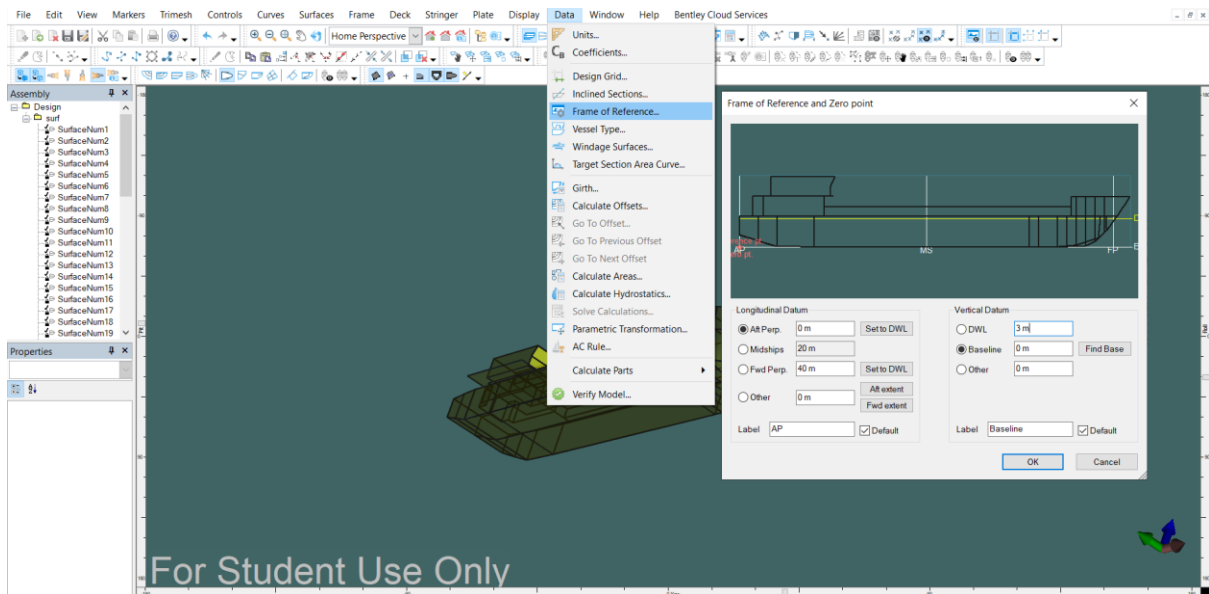 File Edit View Markers Trimesh Controls Curves Surfaces Frame Deck Stringer Plate Display Data Window Help Bentley Cloud Services
Home Perspective
Assembly
Design
surf
SurfaceNum1
SurfaceNum2
SurfaceNum3
SurfaceNum4
SurfaceNum5
SurfaceNum6
SurfaceNum7
SurfaceNum8
SurfaceNum9
SurfaceNum10
SurfaceNum11
SurfaceNum12
SurfaceNum13
SurfaceNum14
SurfaceNum15
SurfaceNum16
SurfaceNum17
SurfaceNum18
SurfaceNum19
Properties
Units...
Coefficients...
Design Grid...
Inclined Sections...
Frame of Reference...
Vessel Type...
Windage Surfaces...
Target Section Area Curve...
Girth...
Calculate Offsets...
Go To Offset...
Go To Previous Offset
Go To Next Offset
Calculate Areas...
Calculate Hydrostatics...
Solve Calculations...
Parametric Transformation...
AC Rule...
Calculate Parts
Verify Model...
Frame of Reference and Zero point
AP MS FP
Longitudinal Datum
Aft Perp. 0 m Set to DWL
Midships 20 m
Fwd Perp. 40 m Set to DWL
Other 0 m Aft extent
Fwd extent
Label AP Default
Vertical Datum
DWL 3 m
Baseline 0 m Find Base
Other 0 m
Label Baseline Default
OK Cancel
For Student Use Only